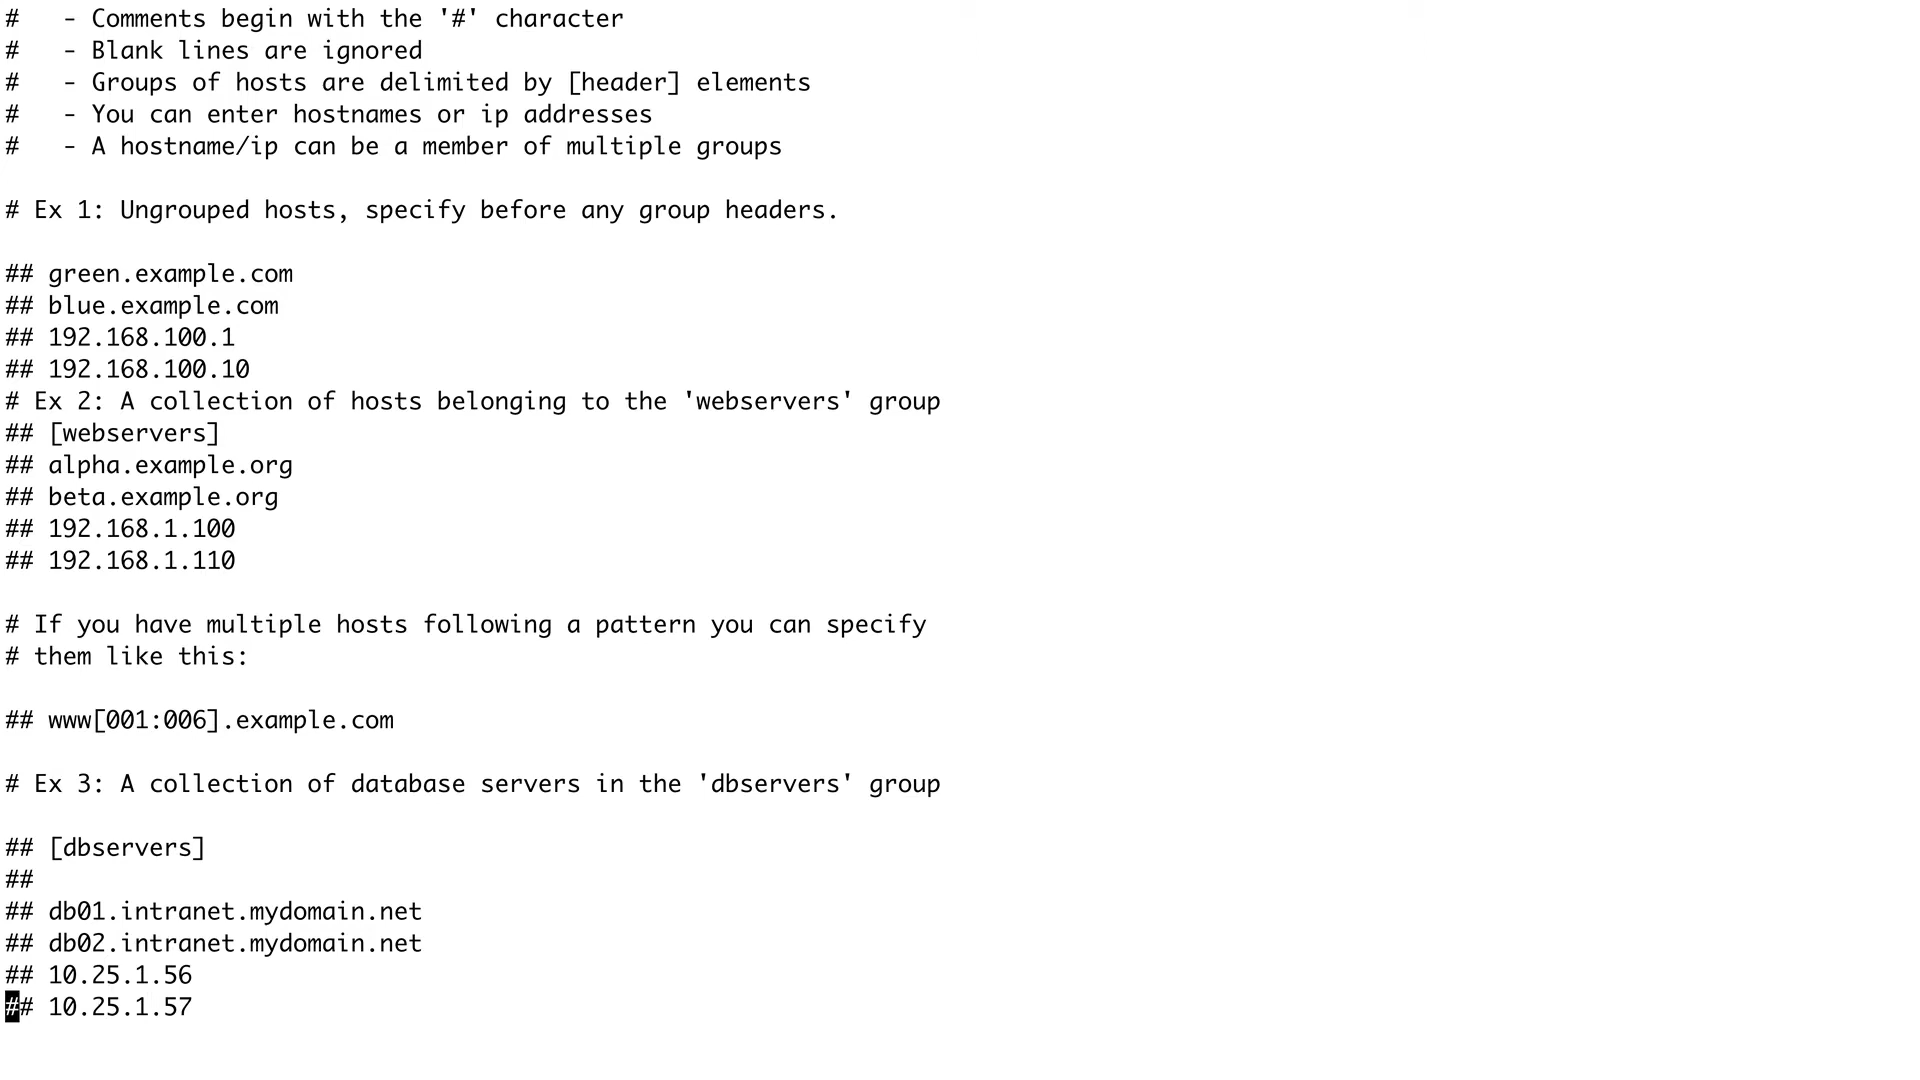 #   - Comments begin with the '#' character
#   - Blank lines are ignored
#   - Groups of hosts are delimited by [header] elements
#   - You can enter hostnames or ip addresses
#   - A hostname/ip can be a member of multiple groups
# Ex 1: Ungrouped hosts, specify before any group headers.
## green.example.com
## blue.example.com
## 192.168.100.1
## 192.168.100.10
# Ex 2: A collection of hosts belonging to the 'webservers' group
## [webservers]
## alpha.example.org
## beta.example.org
## 192.168.1.100
## 192.168.1.110
# If you have multiple hosts following a pattern you can specify
# them like this:
## www[001:006].example.com
# Ex 3: A collection of database servers in the 'dbservers' group
## [dbservers]
##
## db01.intranet.mydomain.net
## db02.intranet.mydomain.net
## 10.25.1.56
## 10.25.1.57